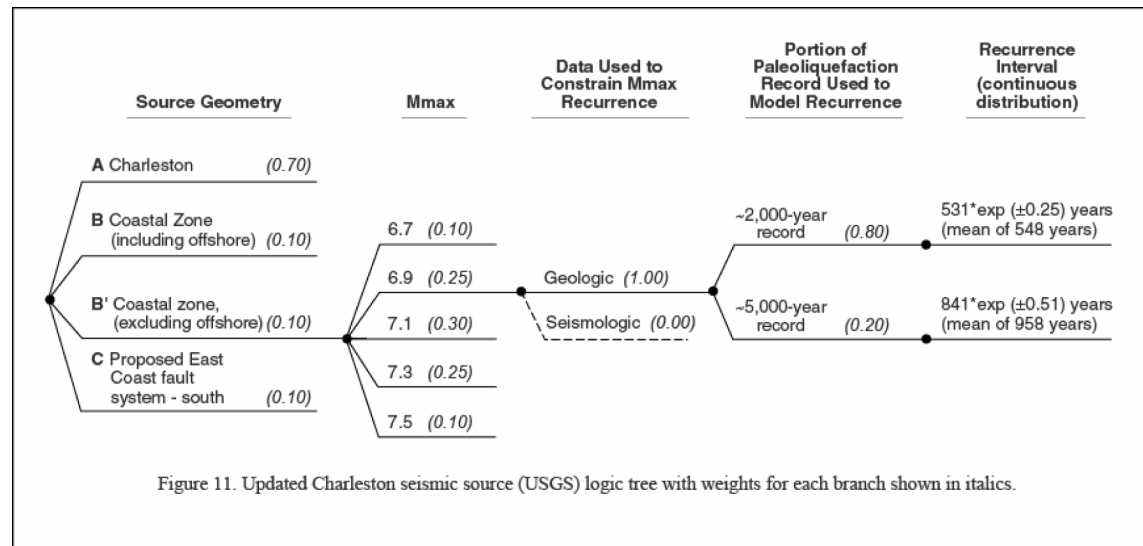 Source Geometry
Mmax
Data Used to
Constrain Mmax
Recurrence
Portion of
Paleoliquefaction
Record Used to
Model Recurrence
Recurrence
Interval
(continuous
distribution)
A Charleston (0.70)
B Coastal Zone
(including offshore) (0.10)
B' Coastal zone,
(excluding offshore) (0.10)
C Proposed East
Coast fault
system - south (0.10)
6.7 (0.10)
6.9 (0.25)
7.1 (0.30)
7.3 (0.25)
7.5 (0.10)
Geologic (1.00)
Seismologic (0.00)
~2,000-year
record (0.80)
~5,000-year
record (0.20)
531*exp (±0.25) years
(mean of 548 years)
841*exp (±0.51) years
(mean of 958 years)
Figure 11. Updated Charleston seismic source (USGS) logic tree with weights for each branch shown in italics.